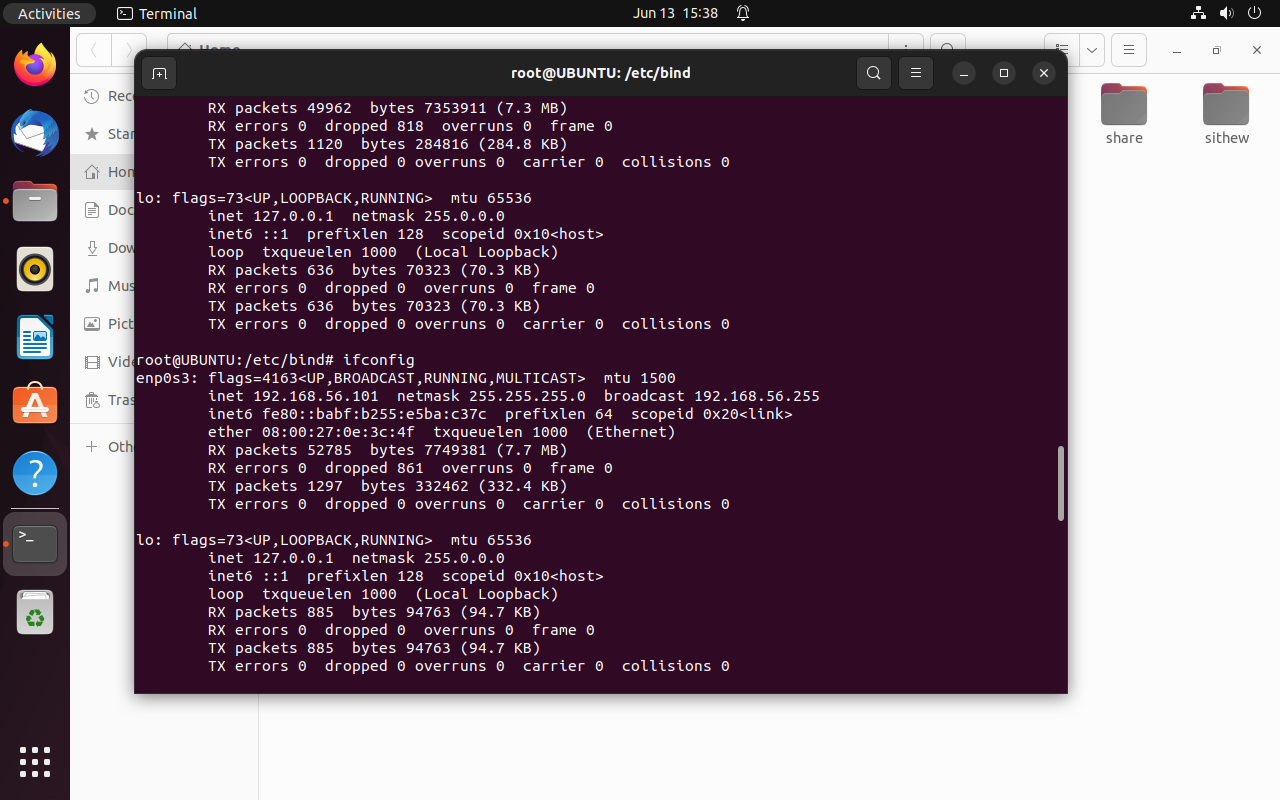 Activities
Terminal
Jun 13 15:38
Home
root@UBUNTU: /etc/bind
share
sithew
RX packets 49962 bytes 7353911 (7.3 MB)
RX errors 0 dropped 818 overruns 0 frame 0
TX packets 1120 bytes 284816 (284.8 KB)
TX errors 0 dropped 0 overruns 0 carrier 0 collisions 0
lo: flags=73<UP,LOOPBACK,RUNNING> mtu 65536
inet 127.0.0.1 netmask 255.0.0.0
inet6 ::1 prefixlen 128 scopeid 0x10<host>
loop txqueuelen 1000 (Local Loopback)
RX packets 636 bytes 70323 (70.3 KB)
RX errors 0 dropped 0 overruns 0 frame 0
TX packets 636 bytes 70323 (70.3 KB)
TX errors 0 dropped 0 overruns 0 carrier 0 collisions 0
root@UBUNTU:/etc/bind# ifconfig
enp0s3: flags=4163<UP,BROADCAST,RUNNING,MULTICAST> mtu 1500
inet 192.168.56.101 netmask 255.255.255.0 broadcast 192.168.56.255
inet6 fe80::babf:b255:e5ba:c37c prefixlen 64 scopeid 0x20<link>
ether 08:00:27:0e:3c:4f txqueuelen 1000 (Ethernet)
RX packets 52785 bytes 7749381 (7.7 MB)
RX errors 0 dropped 861 overruns 0 frame 0
TX packets 1297 bytes 332462 (332.4 KB)
TX errors 0 dropped 0 overruns 0 carrier 0 collisions 0
lo: flags=73<UP,LOOPBACK,RUNNING> mtu 65536
inet 127.0.0.1 netmask 255.0.0.0
inet6 ::1 prefixlen 128 scopeid 0x10<host>
loop txqueuelen 1000 (Local Loopback)
RX packets 885 bytes 94763 (94.7 KB)
RX errors 0 dropped 0 overruns 0 frame 0
TX packets 885 bytes 94763 (94.7 KB)
TX errors 0 dropped 0 overruns 0 carrier 0 collisions 0